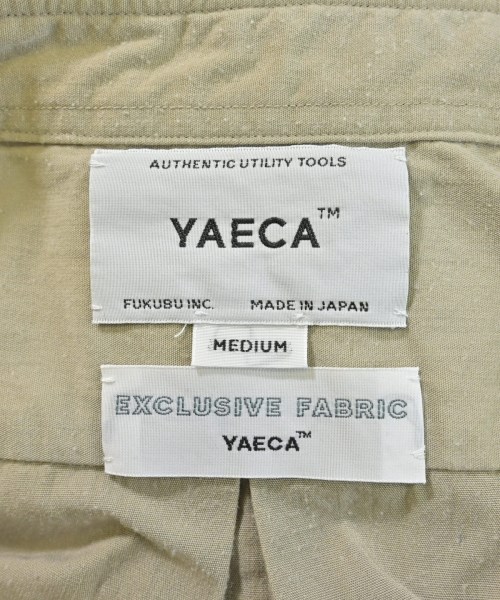 AUTHENTIC UTILITY TOOLS
YAECA™
FUKUBU INC. MADE IN JAPAN
MEDIUM
EXCLUSIVE FABRIC
YAECA™